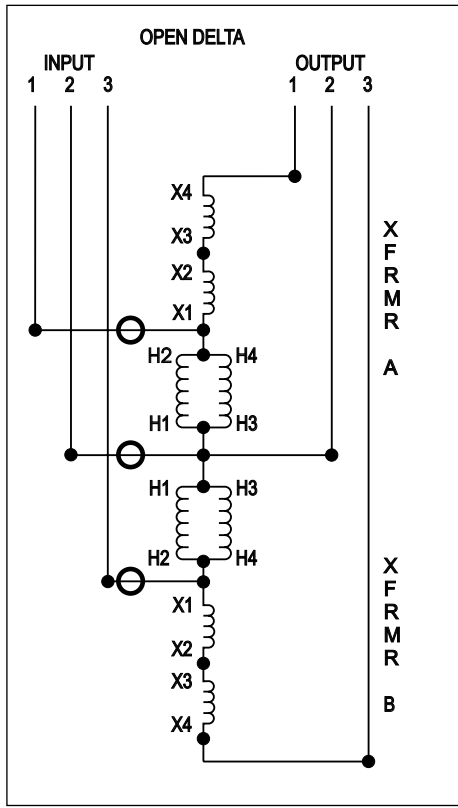 OPEN DELTA
INPUT
OUTPUT
1 2 3
1 2 3
X4
X3
X2
X1
H2 H4
H1 H3
H1 H3
H2 H4
X1
X2
X3
X4
X
F
R
M
R
A
X
F
R
M
R
B